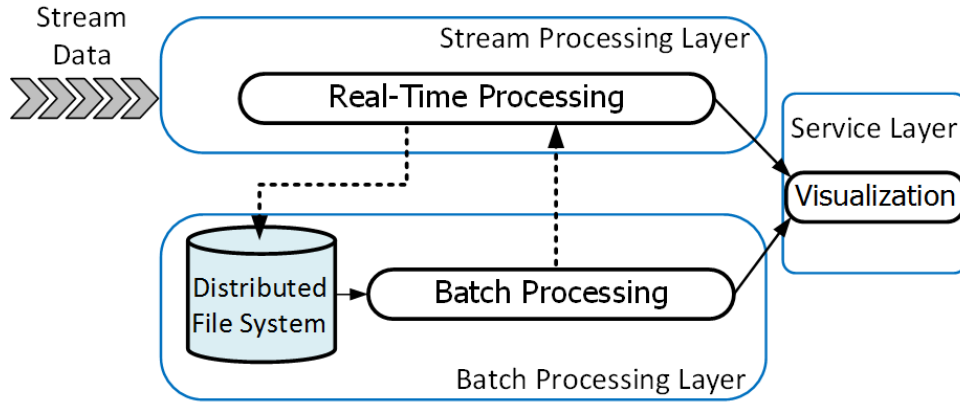 Stream
Data
Stream Processing Layer
Real-Time Processing
Service Layer
Visualization
Distributed
File System
Batch Processing
Batch Processing Layer